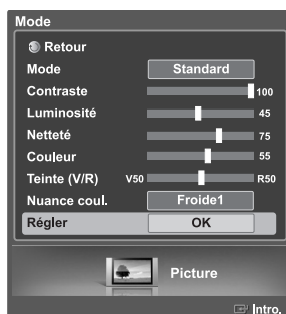 Mode
Retour
Mode Standard
Contraste 100
Luminosité 45
Netteté 75
Couleur 55
Teinte (V/R) V50 R50
Nuance coul. Froide1
Régler OK
Picture
Intro.